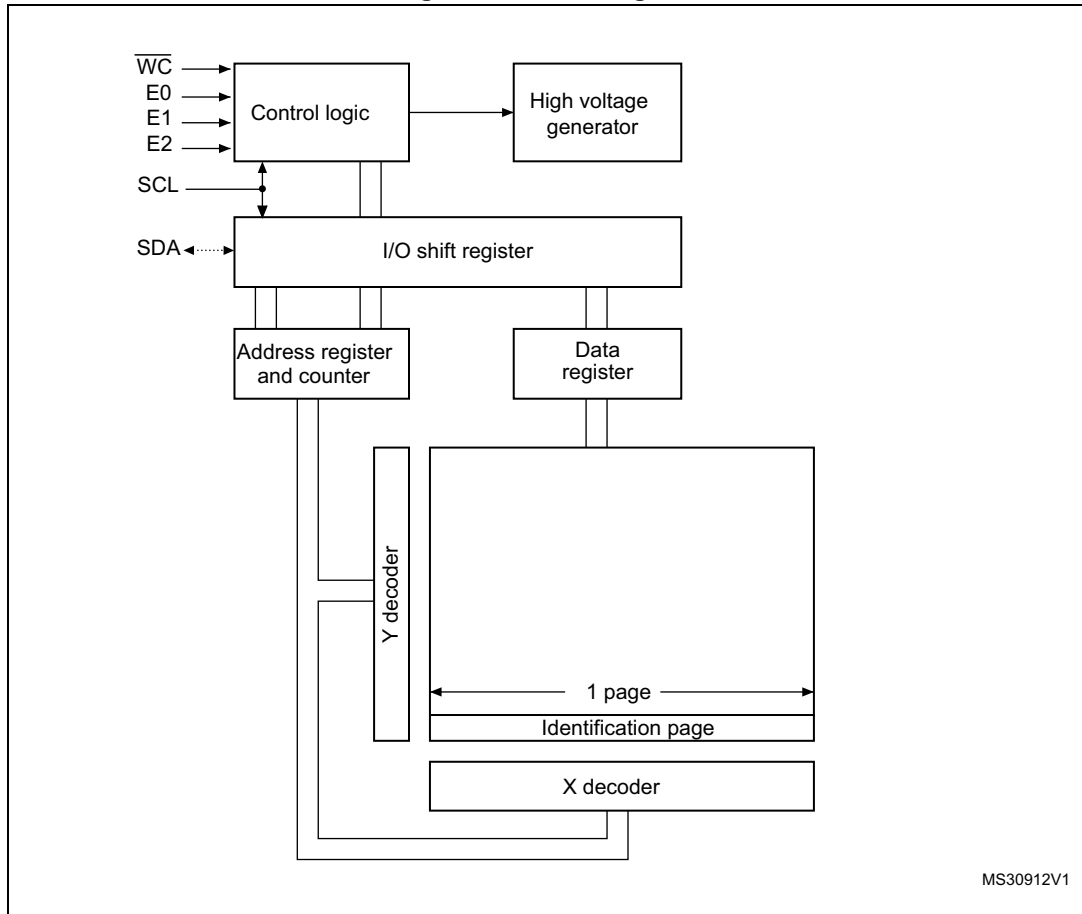 WC
E0
E1
E2
SCL
SDA
Control logic
High voltage
generator
I/O shift register
Address register
and counter
Data
register
Y decoder
1 page
Identification page
X decoder
MS30912V1